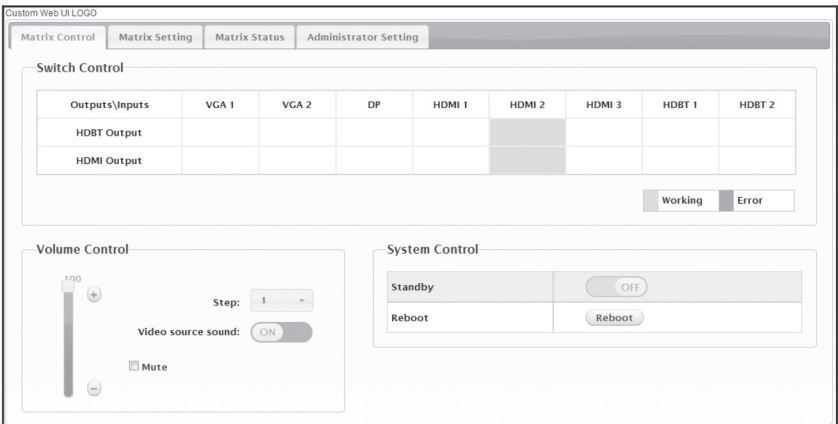 Custom Web UI LOGO
Matrix Control Matrix Setting Matrix Status Administrator Setting
Switch Control
Outputs\Inputs VGA 1 VGA 2 DP HDMI 1 HDMI 2 HDMI 3 HDBT 1 HDBT 2
HDBT Output
HDMI Output
Working Error
Volume Control
100
+
Step: 1
Video source sound: ON
Mute
−
System Control
Standby OFF
Reboot Reboot